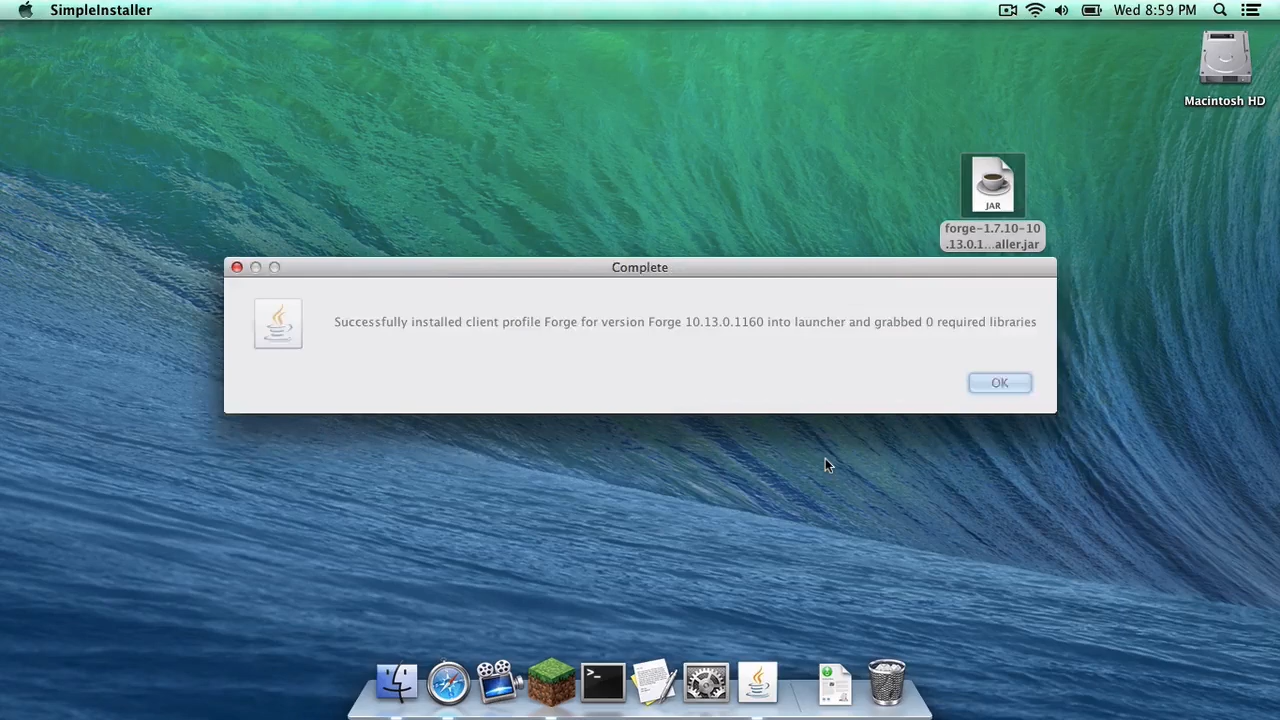 SimpleInstaller
Wed 8:59 PM
Macintosh HD
JAR
forge-1.7.10-10
.13.0.1...aller.jar
Complete
Successfully installed client profile Forge for version Forge 10.13.0.1160 into launcher and grabbed 0 required libraries
OK
>_